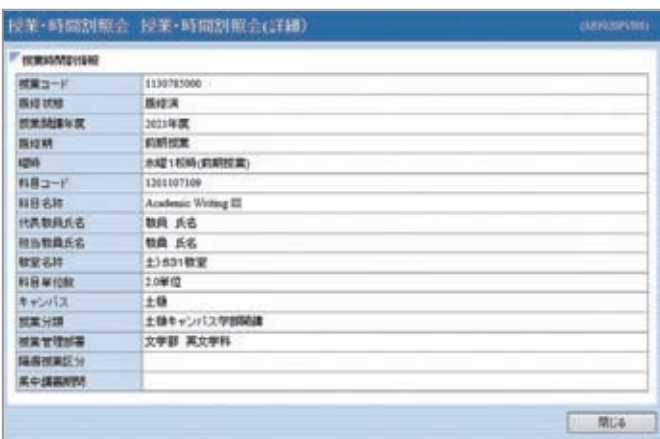 授業・時間割照会 授業・時間割照会(詳細)
授業時間割情報
授業コード 1130785000
履修状態 履修済
授業開講年度 2023年度
履修期 前期授業
曜時 水曜1校時(前期授業)
科目コード 1201107109
科目名称 Academic Writing III
代表教員氏名 教員 氏名
担当教員氏名 教員 氏名
教室名称 土)631教室
科目単位数 2.0単位
キャンパス 土樋
授業分類 土樋キャンパス学部開講
授業管理部署 文学部 英文学科
隔週授業区分
集中講義期間
閉じる